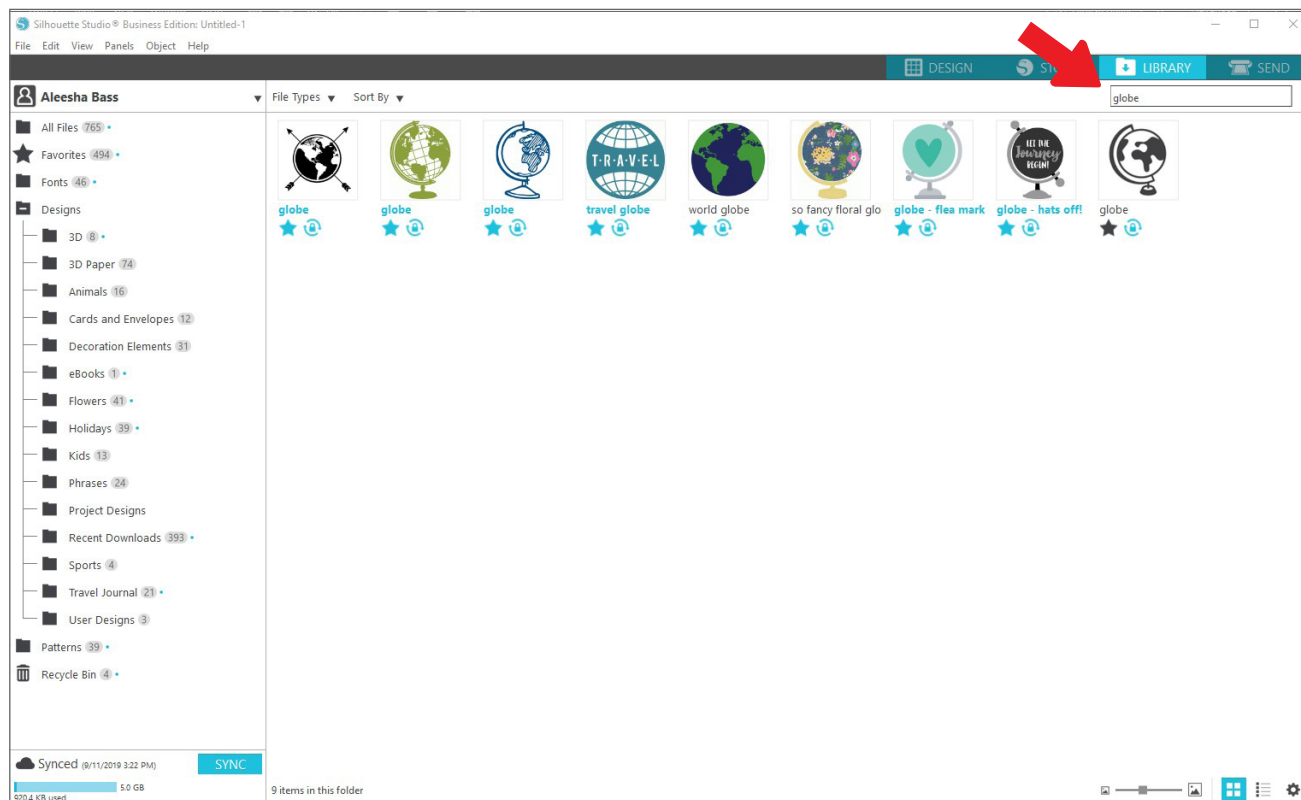 Silhouette Studio® Business Edition: Untitled-1
File Edit View Panels Object Help
DESIGN LIBRARY SEND
Aleesha Bass
File Types Sort By
globe
All Files 765
Favorites 494
Fonts 46
Designs
3D 8
3D Paper 74
Animals 16
Cards and Envelopes 12
Decoration Elements 31
eBooks 1
Flowers 41
Holidays 39
Kids 13
Phrases 24
Project Designs
Recent Downloads 393
Sports 4
Travel Journal 21
User Designs 3
Patterns 39
Recycle Bin 4
T·R·A·V·E·L
LET THE
Journey
BEGIN!
globe globe globe travel globe world globe so fancy floral glo globe - flea mark globe - hats off! globe
Synced (9/11/2019 3:22 PM) SYNC
5.0 GB
920.4 KB used
9 items in this folder